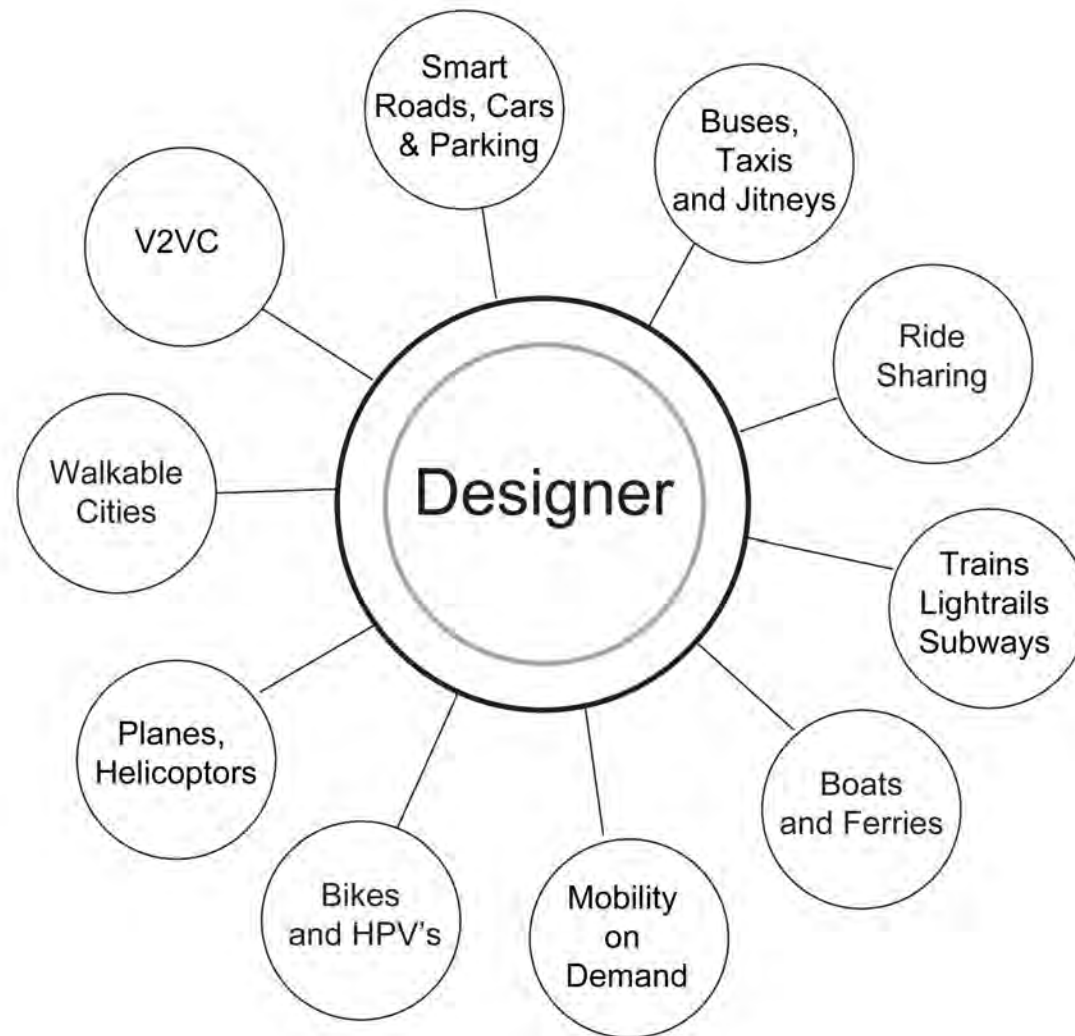 Smart
Roads, Cars
& Parking
Buses,
Taxis
and Jitneys
V2VC
Ride
Sharing
Walkable
Cities
Designer
Trains
Lightrails
Subways
Planes,
Helicoptors
Boats
and Ferries
Bikes
and HPV's
Mobility
on
Demand